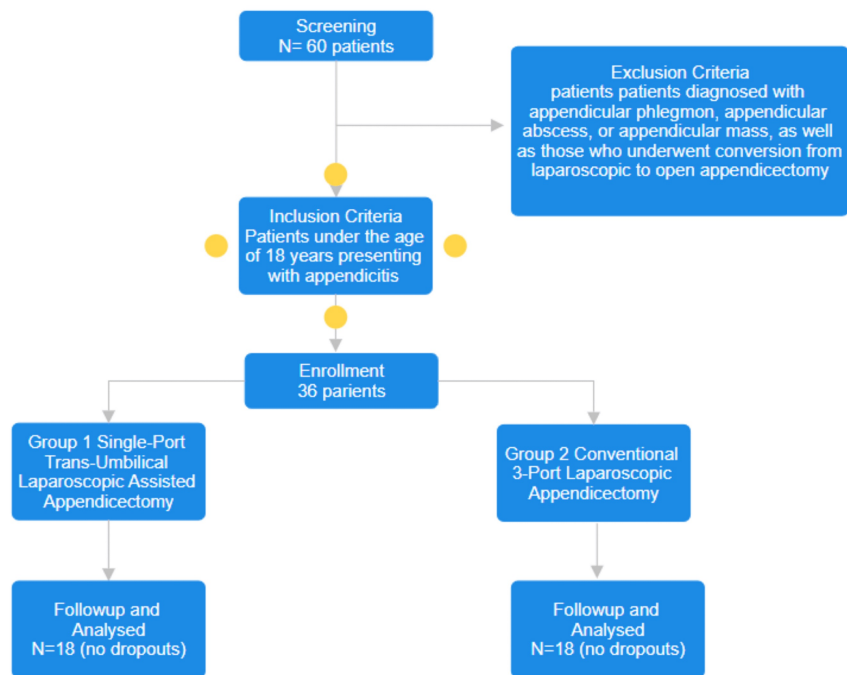 Screening
N= 60 patients
Exclusion Criteria
patients patients diagnosed with
appendicular phlegmon, appendicular
abscess, or appendicular mass, as well
as those who underwent conversion from
laparoscopic to open appendicectomy
Inclusion Criteria
Patients under the age
of 18 years presenting
with appendicitis
Enrollment
36 parients
Group 1 Single-Port
Trans-Umbilical
Laparoscopic Assisted
Appendicectomy
Group 2 Conventional
3-Port Laparoscopic
Appendicectomy
Followup and
Analysed
N=18 (no dropouts)
Followup and
Analysed
N=18 (no dropouts)